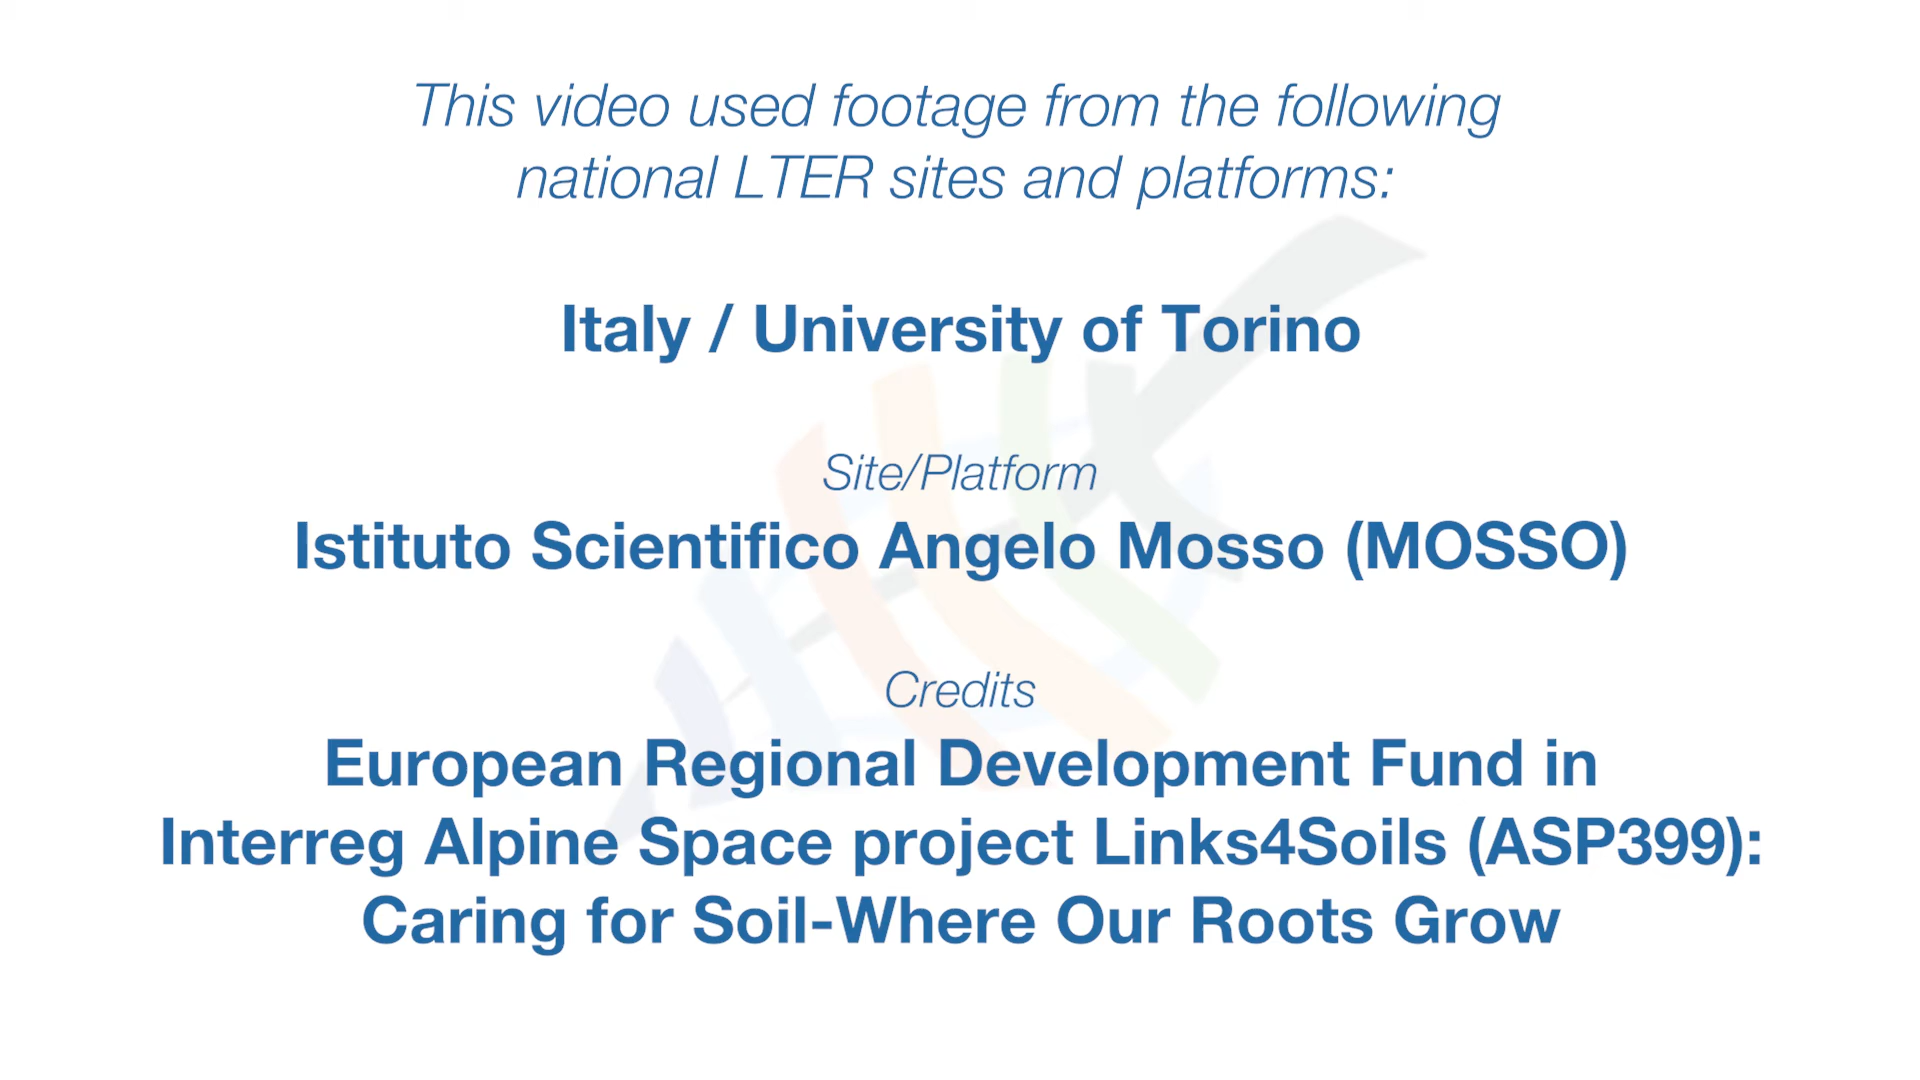 This video used footage from the following
national LTER sites and platforms:
Italy / University of Torino
Site/Platform
Istituto Scientifico Angelo Mosso (MOSSO)
Credits
European Regional Development Fund in
Interreg Alpine Space project Links4Soils (ASP399):
Caring for Soil-Where Our Roots Grow